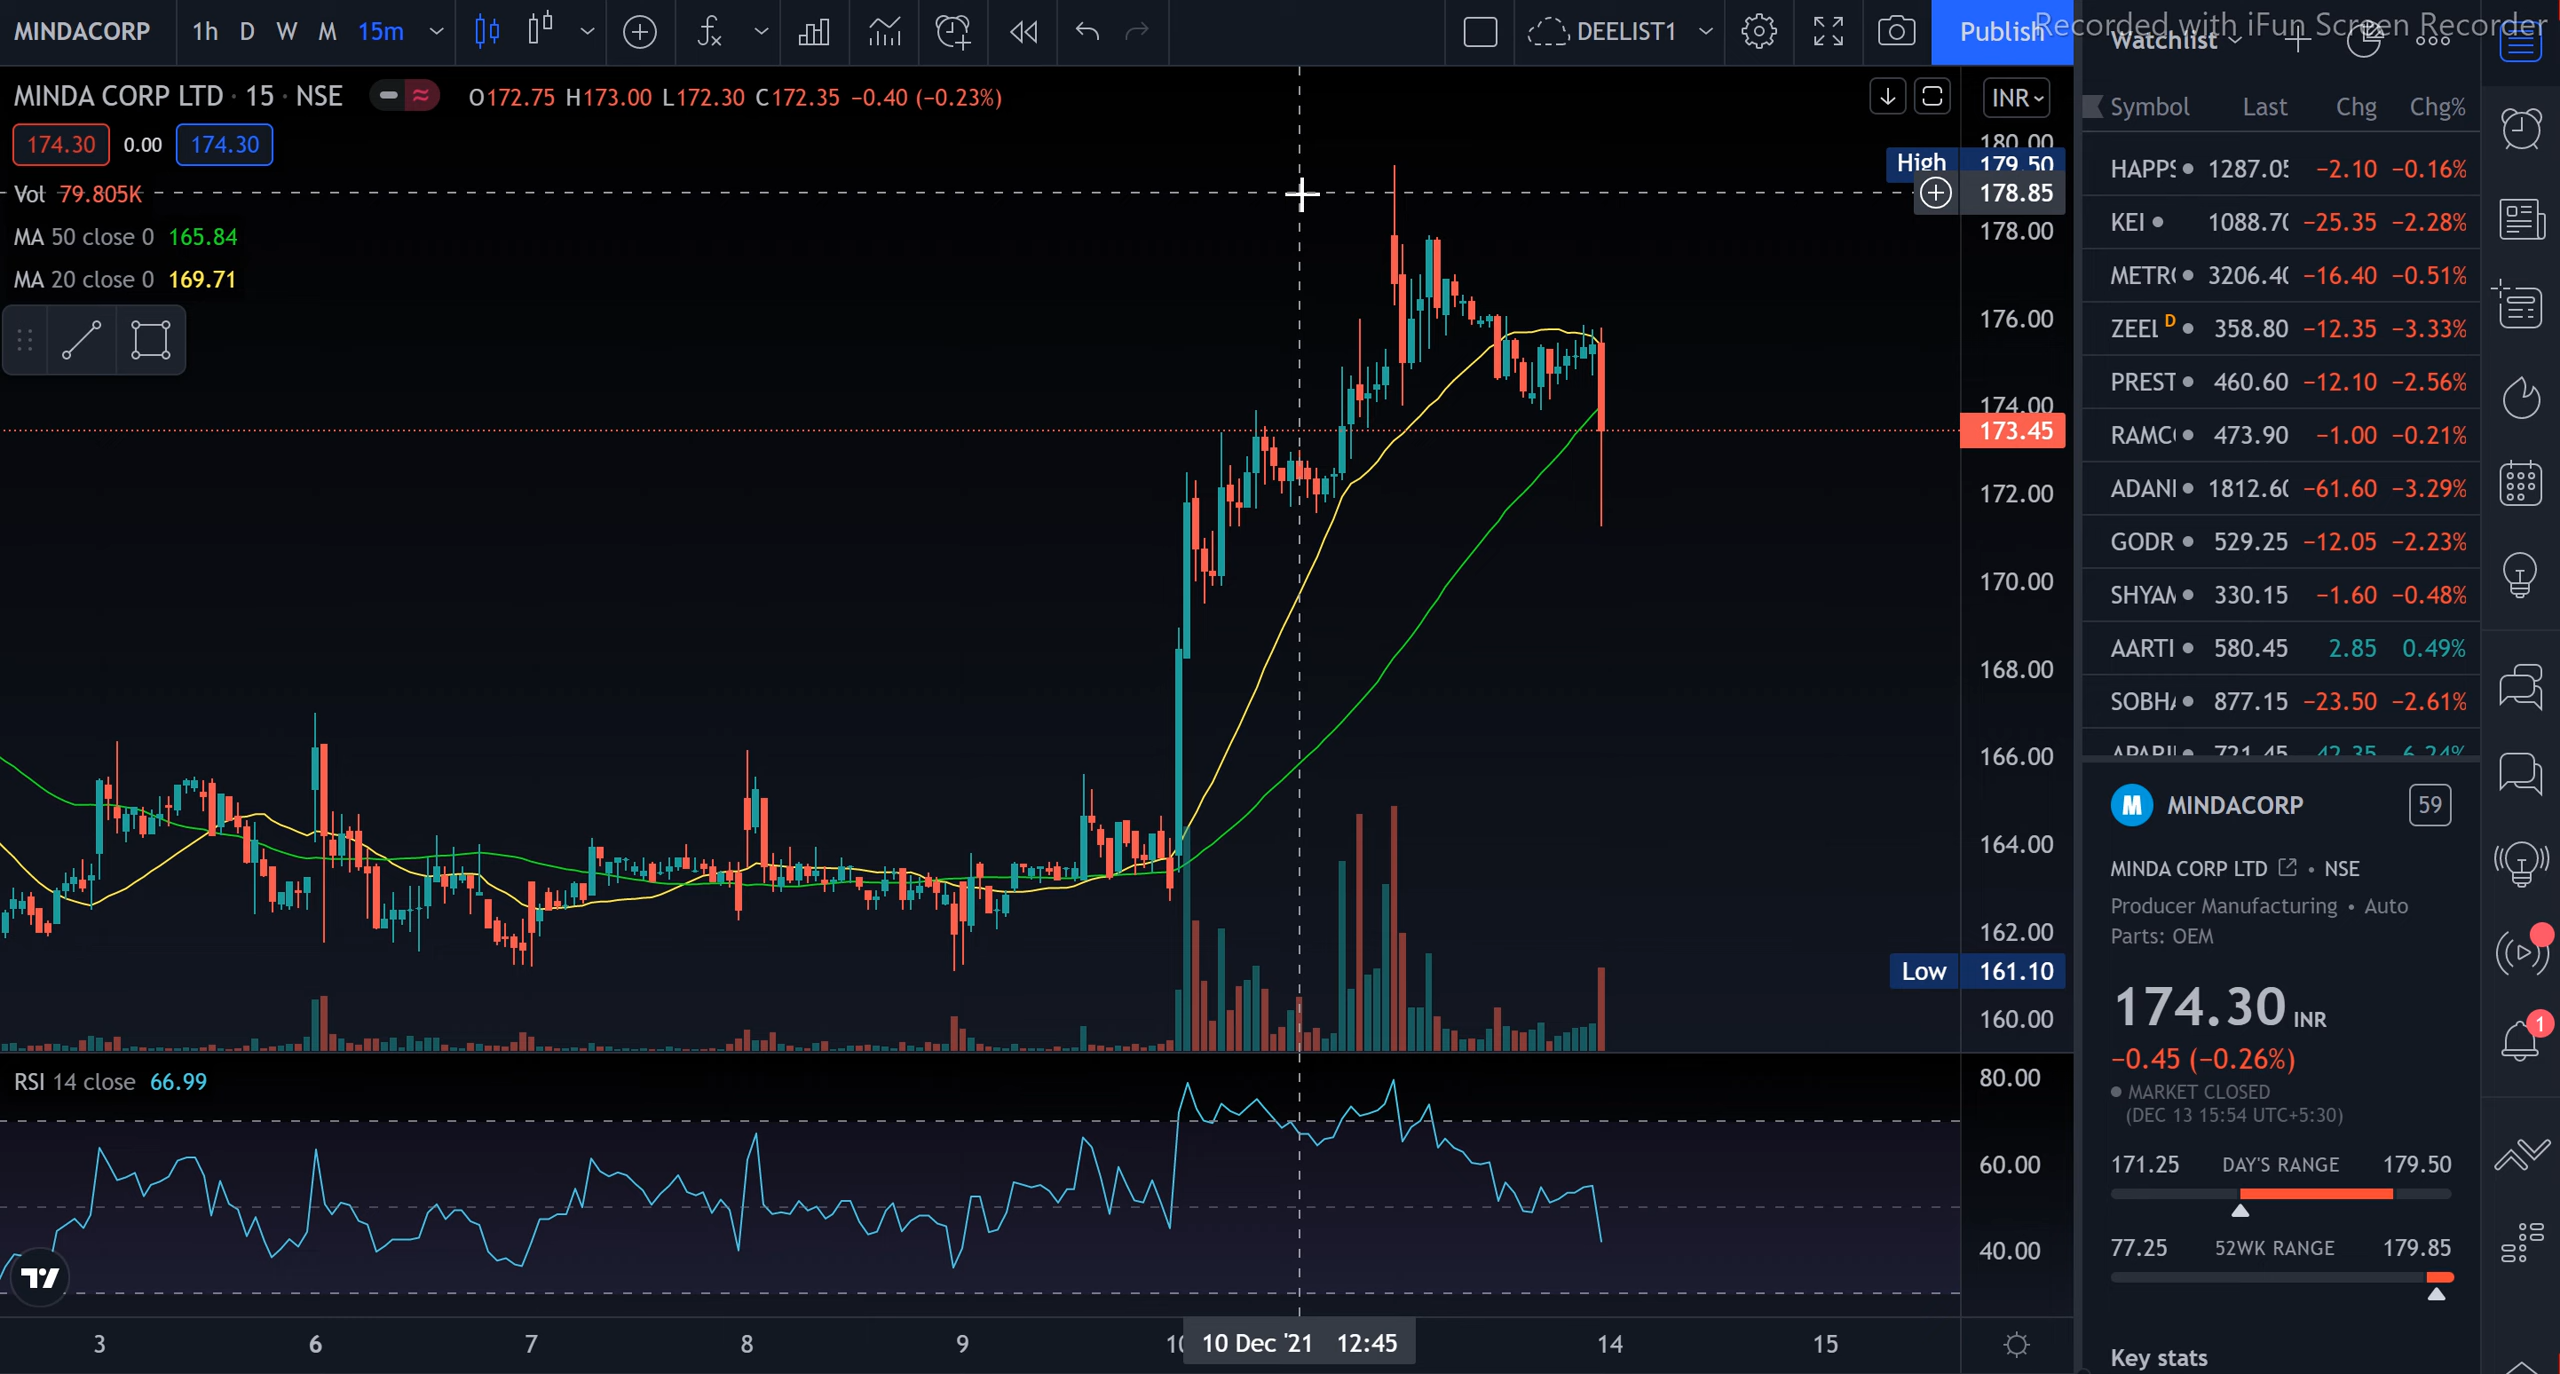 MINDACORP 1h D W M 15m DEELIST1 Publish
Recorded with iFun Screen Recorder
Watchlist
MINDA CORP LTD · 15 · NSE O172.75 H173.00 L172.30 C172.35 −0.40 (−0.23%)
174.30 0.00 174.30
Vol 79.805K
MA 50 close 0 165.84
MA 20 close 0 169.71
INR
180.00
High 179.50
178.85
178.00
176.00
174.00
173.45
172.00
170.00
168.00
166.00
164.00
162.00
Low 161.10
160.00
RSI 14 close 66.99
80.00
60.00
40.00
3 6 7 8 9 10 10 Dec '21 12:45 14 15
Symbol Last Chg Chg%
HAPPS 1287.05 −2.10 −0.16%
KEI 1088.70 −25.35 −2.28%
METRO 3206.40 −16.40 −0.51%
ZEEL D 358.80 −12.35 −3.33%
PREST 460.60 −12.10 −2.56%
RAMCO 473.90 −1.00 −0.21%
ADANI 1812.60 −61.60 −3.29%
GODR 529.25 −12.05 −2.23%
SHYAM 330.15 −1.60 −0.48%
AARTI 580.45 2.85 0.49%
SOBHA 877.15 −23.50 −2.61%
721.45 42.35 6.24%
M MINDACORP 59
MINDA CORP LTD • NSE
Producer Manufacturing • Auto
Parts: OEM
174.30 INR
−0.45 (−0.26%)
MARKET CLOSED
(DEC 13 15:54 UTC+5:30)
171.25 DAY'S RANGE 179.50
77.25 52WK RANGE 179.85
Key stats
1